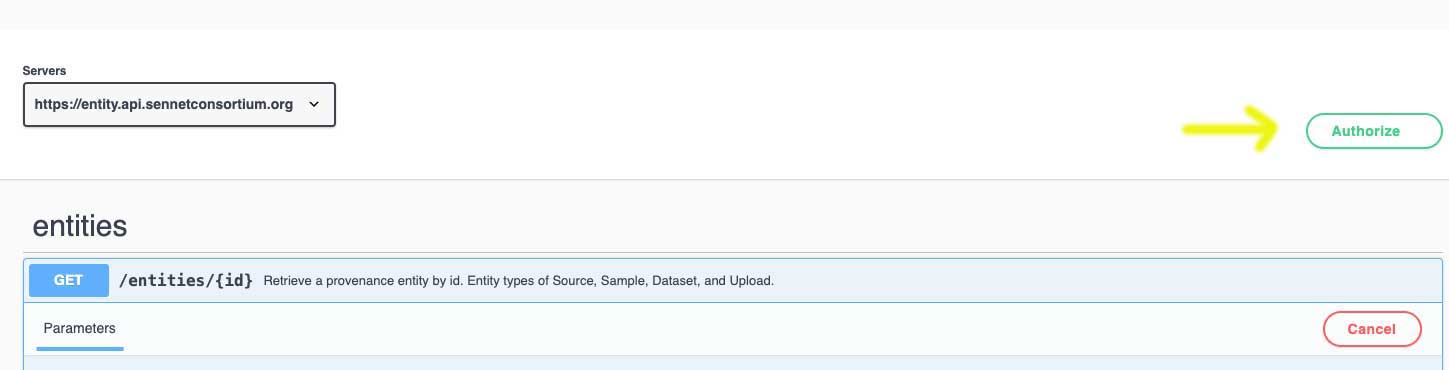 Servers
https://entity.api.sennetconsortium.org
Authorize
entities
GET /entities/{id} Retrieve a provenance entity by id. Entity types of Source, Sample, Dataset, and Upload.
Parameters
Cancel